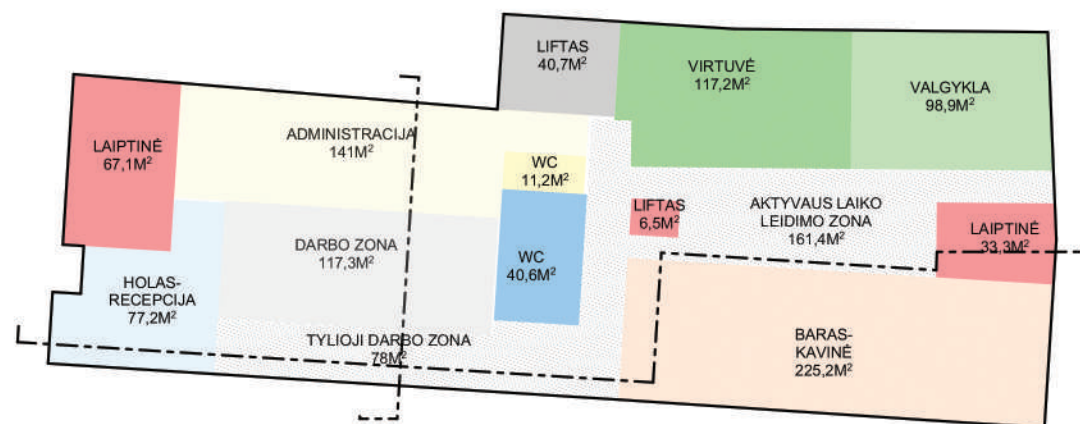 LIFTAS
40,7M²
VIRTUVĖ
117,2M²
VALGYKLA
98,9M²
LAIPTINĖ
67,1M²
ADMINISTRACIJA
141M²
WC
11,2M²
LIFTAS
6,5M²
AKTYVAUS LAIKO
LEIDIMO ZONA
161,4M²
LAIPTINĖ
33,3M²
DARBO ZONA
117,3M²
WC
40,6M²
HOLAS-
RECEPCIJA
77,2M²
TYLIOJI DARBO ZONA
78M²
BARAS-
KAVINĖ
225,2M²